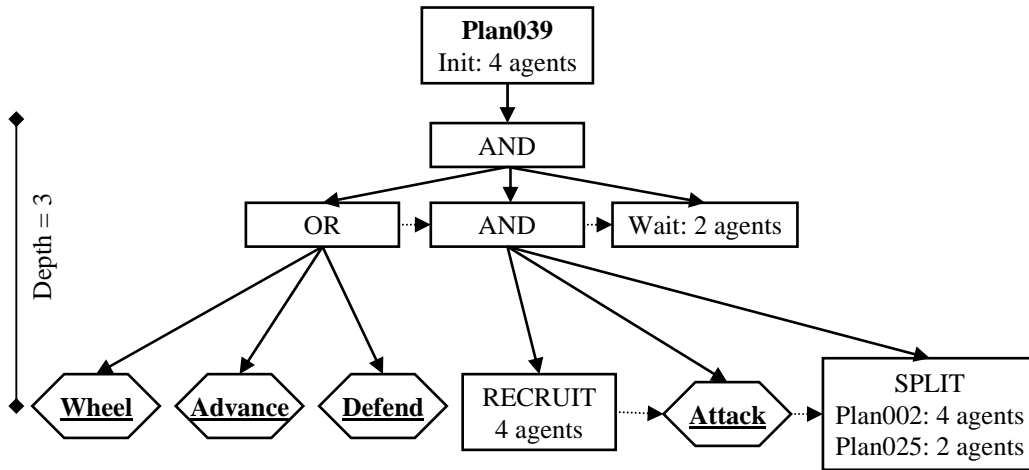 Plan039
Init: 4 agents
AND
Depth = 3
OR
AND
Wait: 2 agents
Wheel
Advance
Defend
RECRUIT
4 agents
Attack
SPLIT
Plan002: 4 agents
Plan025: 2 agents